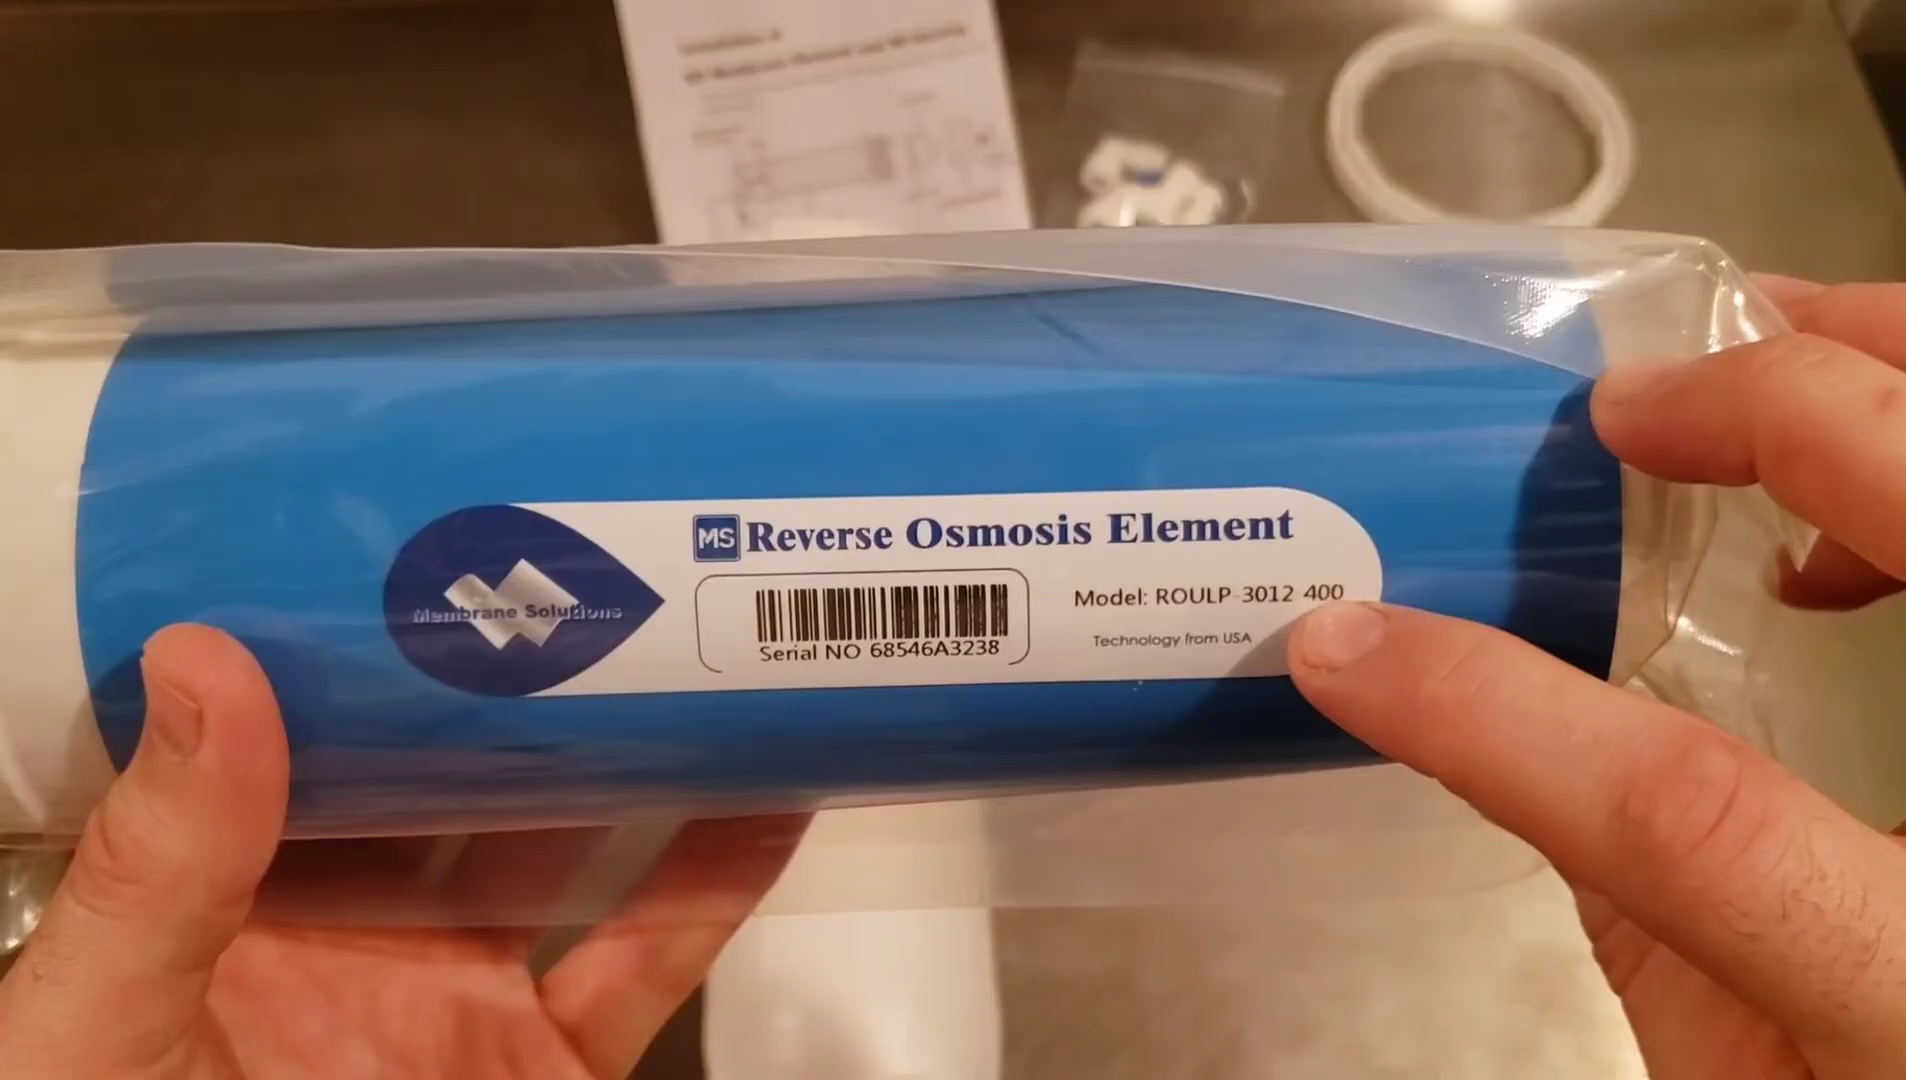 MS Reverse Osmosis Element
Membrane Solutions
Serial NO 68546A3238
Model: ROULP-3012-400
Technology from USA